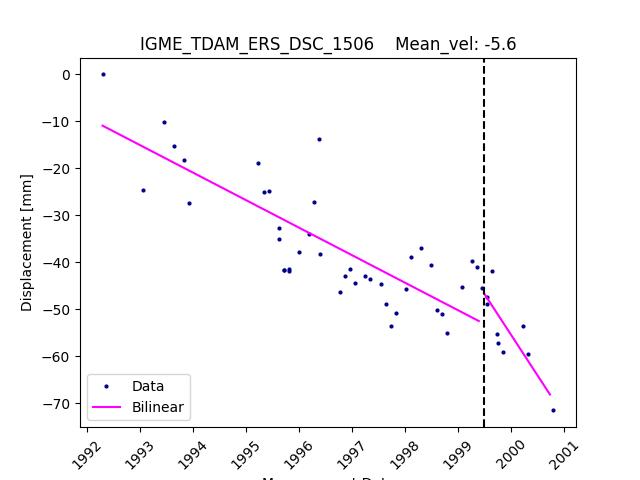 IGME_TDAM_ERS_DSC_1506    Mean_vel: -5.6
0
−10
−20
−30
−40
−50
−60
−70
Displacement [mm]
Data
Bilinear
1992 1993 1994 1995 1996 1997 1998 1999 2000 2001